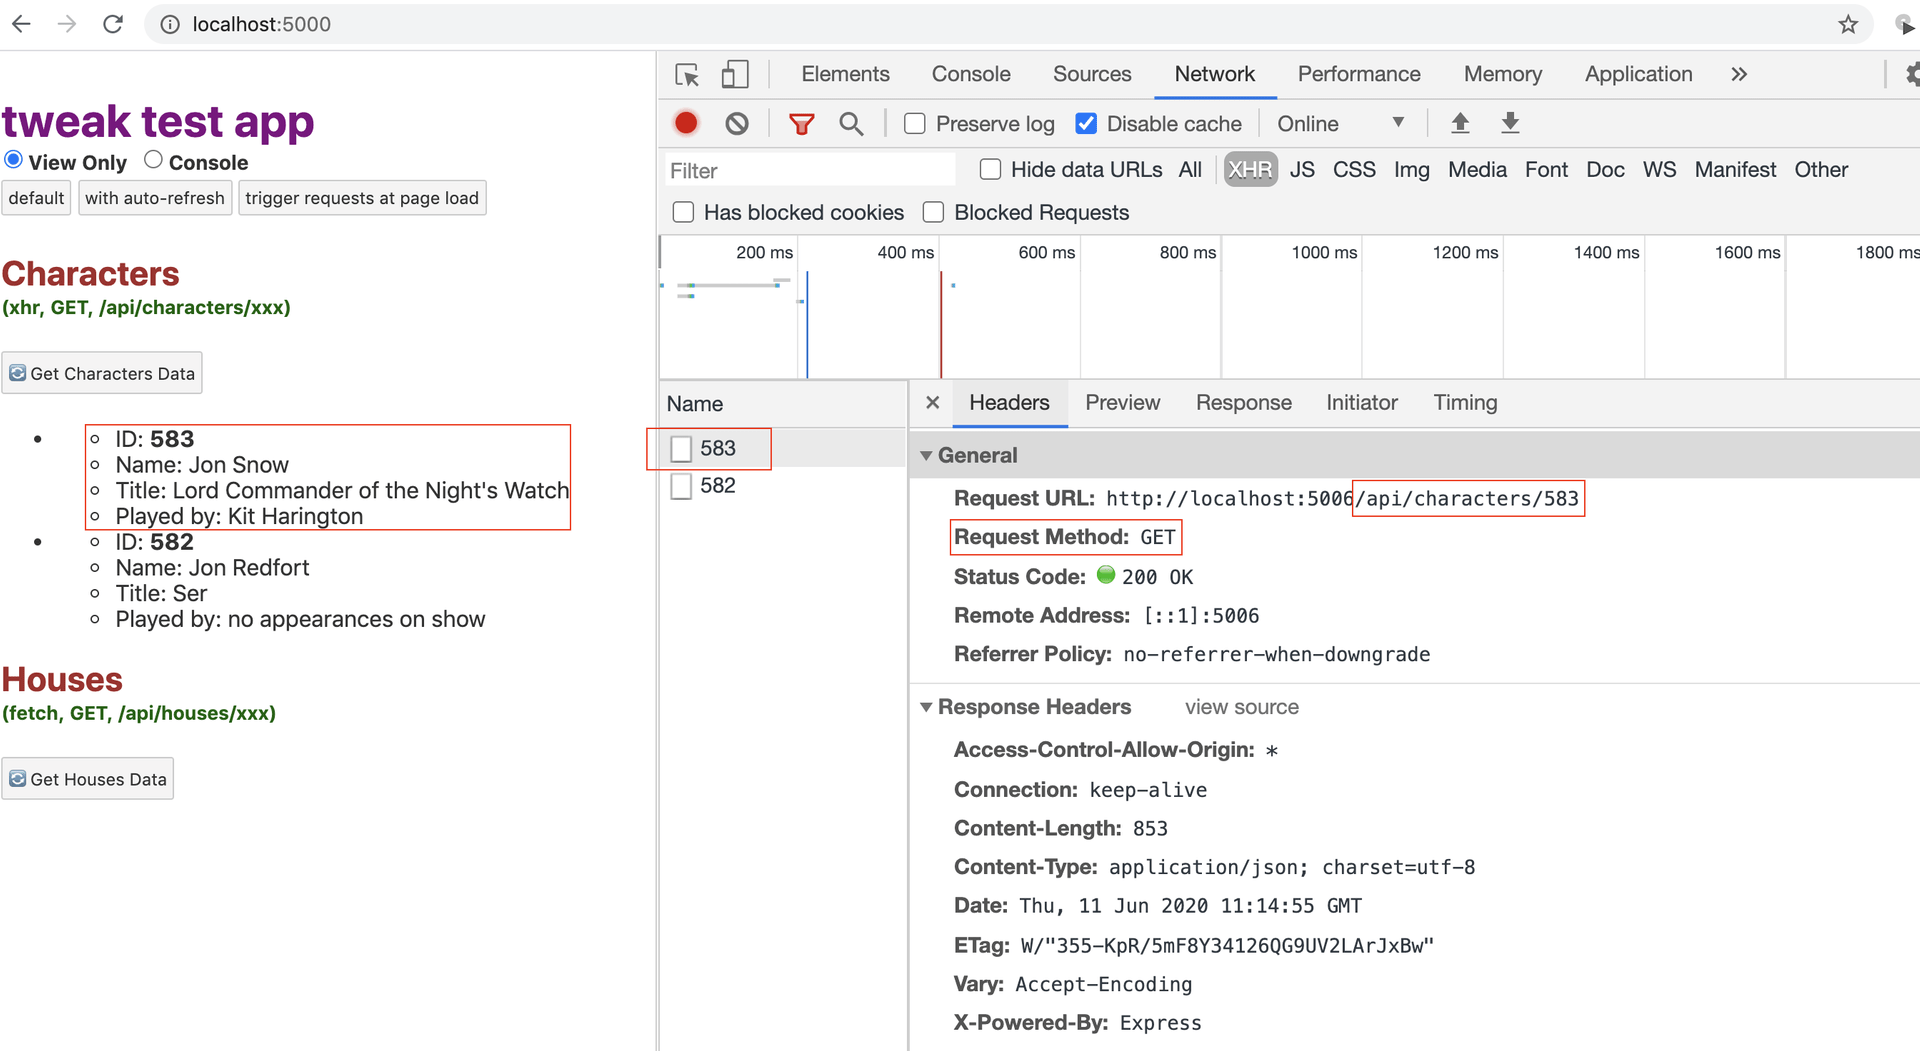 localhost:5000
tweak test app
View Only Console
default with auto-refresh trigger requests at page load
Characters
(xhr, GET, /api/characters/xxx)
Get Characters Data
ID: 583
Name: Jon Snow
Title: Lord Commander of the Night's Watch
Played by: Kit Harington
ID: 582
Name: Jon Redfort
Title: Ser
Played by: no appearances on show
Houses
(fetch, GET, /api/houses/xxx)
Get Houses Data
Elements Console Sources Network Performance Memory Application »
Preserve log Disable cache Online
Filter Hide data URLs All XHR JS CSS Img Media Font Doc WS Manifest Other
Has blocked cookies Blocked Requests
200 ms 400 ms 600 ms 800 ms 1000 ms 1200 ms 1400 ms 1600 ms 1800 ms
Name
583
582
× Headers Preview Response Initiator Timing
General
Request URL: http://localhost:5006/api/characters/583
Request Method: GET
Status Code: 200 OK
Remote Address: [::1]:5006
Referrer Policy: no-referrer-when-downgrade
Response Headers view source
Access-Control-Allow-Origin: *
Connection: keep-alive
Content-Length: 853
Content-Type: application/json; charset=utf-8
Date: Thu, 11 Jun 2020 11:14:55 GMT
ETag: W/"355-KpR/5mF8Y34126QG9UV2LArJxBw"
Vary: Accept-Encoding
X-Powered-By: Express